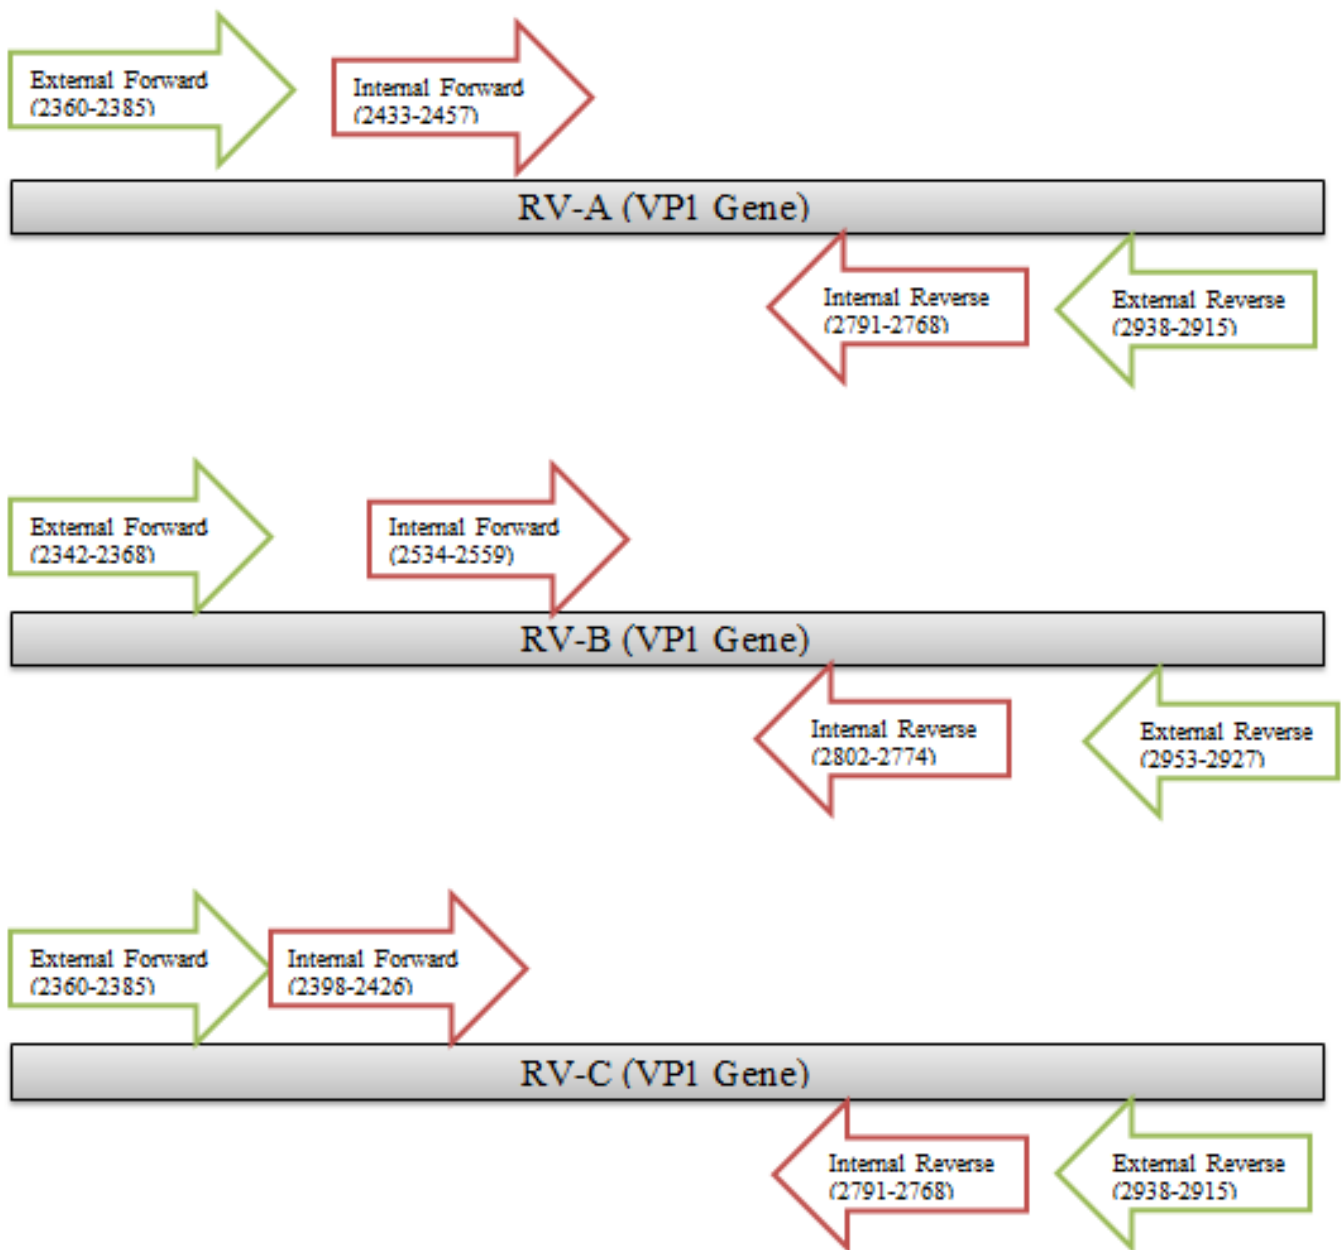 External Forward
(2360-2385)
Internal Forward
(2433-2457)
RV-A (VP1 Gene)
Internal Reverse
(2791-2768)
External Reverse
(2938-2915)
External Forward
(2342-2368)
Internal Forward
(2534-2559)
RV-B (VP1 Gene)
Internal Reverse
(2802-2774)
External Reverse
(2953-2927)
External Forward
(2360-2385)
Internal Forward
(2398-2426)
RV-C (VP1 Gene)
Internal Reverse
(2791-2768)
External Reverse
(2938-2915)